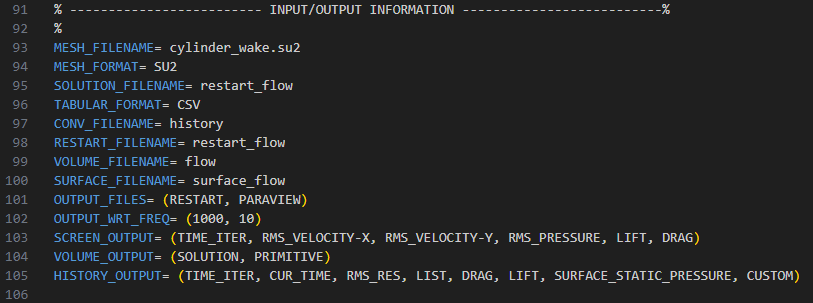 91 % ------------------------- INPUT/OUTPUT INFORMATION --------------------------%
92 %
93 MESH_FILENAME= cylinder_wake.su2
94 MESH_FORMAT= SU2
95 SOLUTION_FILENAME= restart_flow
96 TABULAR_FORMAT= CSV
97 CONV_FILENAME= history
98 RESTART_FILENAME= restart_flow
99 VOLUME_FILENAME= flow
100 SURFACE_FILENAME= surface_flow
101 OUTPUT_FILES= (RESTART, PARAVIEW)
102 OUTPUT_WRT_FREQ= (1000, 10)
103 SCREEN_OUTPUT= (TIME_ITER, RMS_VELOCITY-X, RMS_VELOCITY-Y, RMS_PRESSURE, LIFT, DRAG)
104 VOLUME_OUTPUT= (SOLUTION, PRIMITIVE)
105 HISTORY_OUTPUT= (TIME_ITER, CUR_TIME, RMS_RES, LIST, DRAG, LIFT, SURFACE_STATIC_PRESSURE, CUSTOM)
106